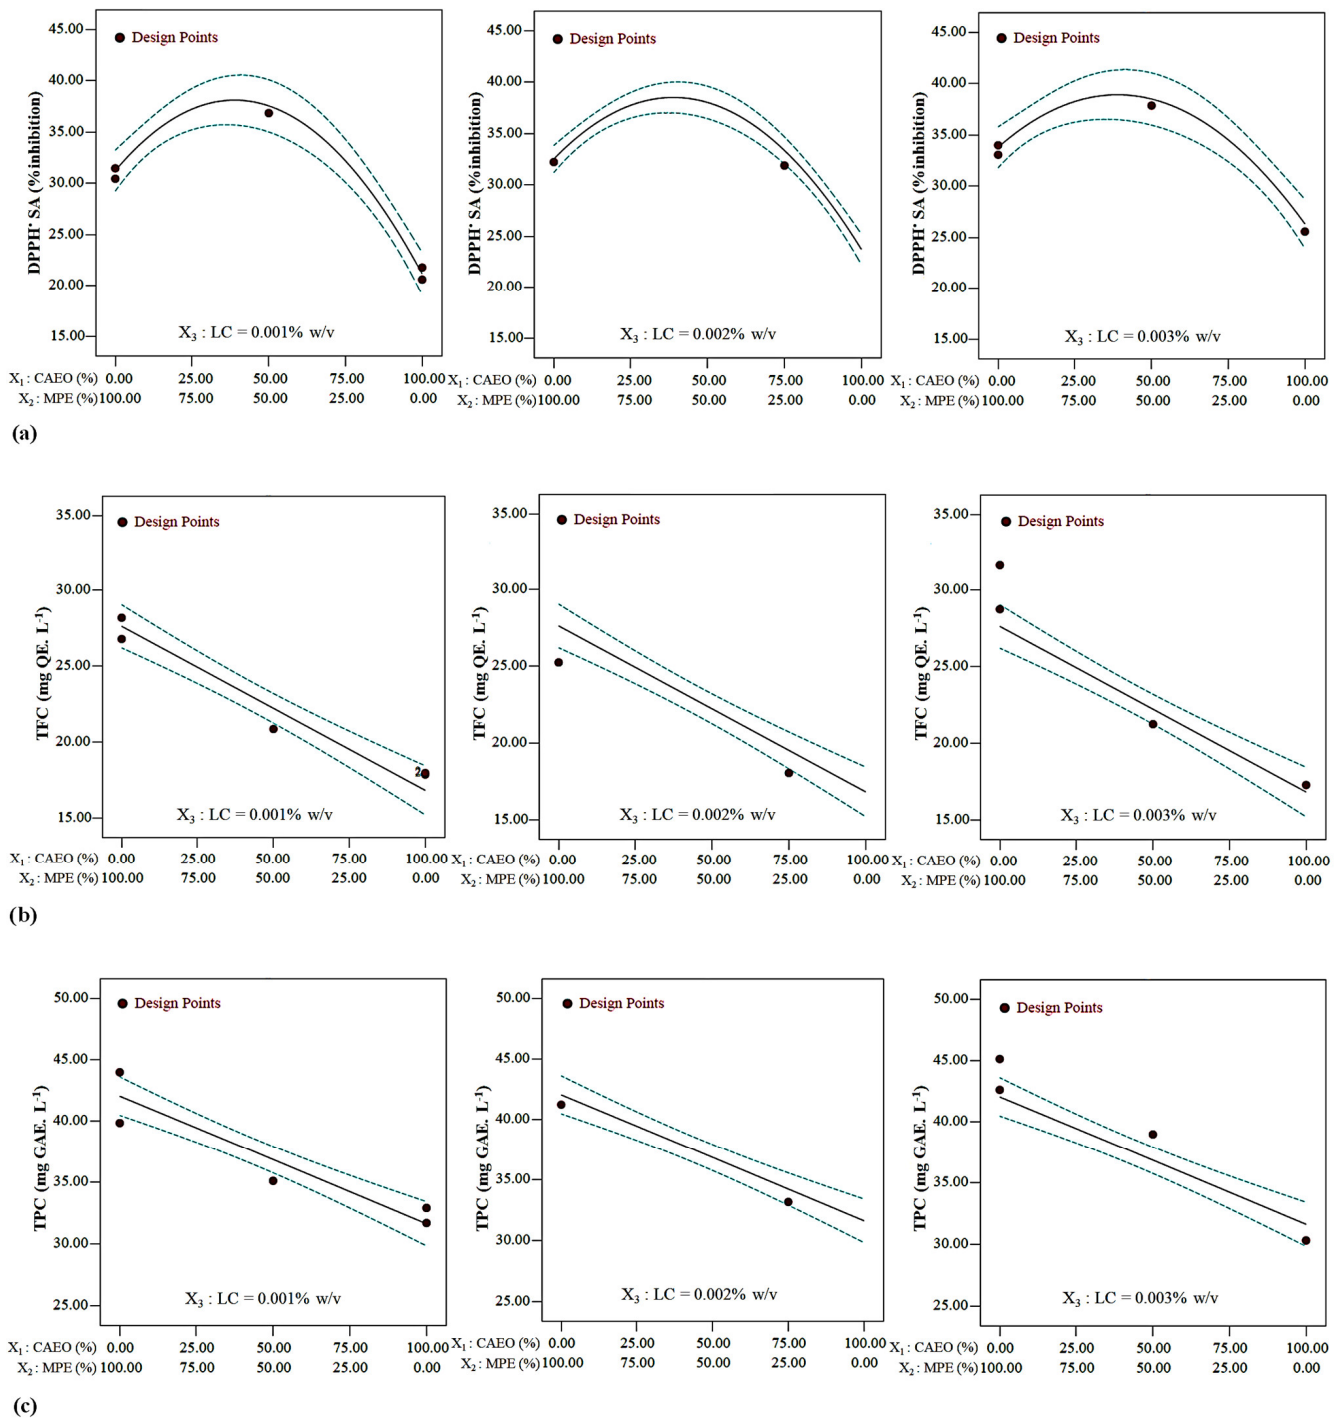 45.00
40.00
35.00
30.00
25.00
20.00
15.00
DPPH• SA (%inhibition)
Design Points
X3 : LC = 0.001% w/v
X1 : CAEO (%) 0.00 25.00 50.00 75.00 100.00
X2 : MPE (%) 100.00 75.00 50.00 25.00 0.00
45.00
40.00
35.00
30.00
25.00
20.00
15.00
DPPH• SA (%inhibition)
Design Points
X3 : LC = 0.002% w/v
X1 : CAEO (%) 0.00 25.00 50.00 75.00 100.00
X2 : MPE (%) 100.00 75.00 50.00 25.00 0.00
45.00
40.00
35.00
30.00
25.00
20.00
15.00
DPPH• SA (%inhibition)
Design Points
X3 : LC = 0.003% w/v
X1 : CAEO (%) 0.00 25.00 50.00 75.00 100.00
X2 : MPE (%) 100.00 75.00 50.00 25.00 0.00
(a)
35.00
30.00
25.00
20.00
15.00
TFC (mg QE. L-1)
Design Points
2
X3 : LC = 0.001% w/v
X1 : CAEO (%) 0.00 25.00 50.00 75.00 100.00
X2 : MPE (%) 100.00 75.00 50.00 25.00 0.00
35.00
30.00
25.00
20.00
15.00
TFC (mg QE. L-1)
Design Points
X3 : LC = 0.002% w/v
X1 : CAEO (%) 0.00 25.00 50.00 75.00 100.00
X2 : MPE (%) 100.00 75.00 50.00 25.00 0.00
35.00
30.00
25.00
20.00
15.00
TFC (mg QE. L-1)
Design Points
X3 : LC = 0.003% w/v
X1 : CAEO (%) 0.00 25.00 50.00 75.00 100.00
X2 : MPE (%) 100.00 75.00 50.00 25.00 0.00
(b)
50.00
45.00
40.00
35.00
30.00
25.00
TPC (mg GAE. L-1)
Design Points
X3 : LC = 0.001% w/v
X1 : CAEO (%) 0.00 25.00 50.00 75.00 100.00
X2 : MPE (%) 100.00 75.00 50.00 25.00 0.00
50.00
45.00
40.00
35.00
30.00
25.00
TPC (mg GAE. L-1)
Design Points
X3 : LC = 0.002% w/v
X1 : CAEO (%) 0.00 25.00 50.00 75.00 100.00
X2 : MPE (%) 100.00 75.00 50.00 25.00 0.00
50.00
45.00
40.00
35.00
30.00
25.00
TPC (mg GAE. L-1)
Design Points
X3 : LC = 0.003% w/v
X1 : CAEO (%) 0.00 25.00 50.00 75.00 100.00
X2 : MPE (%) 100.00 75.00 50.00 25.00 0.00
(c)